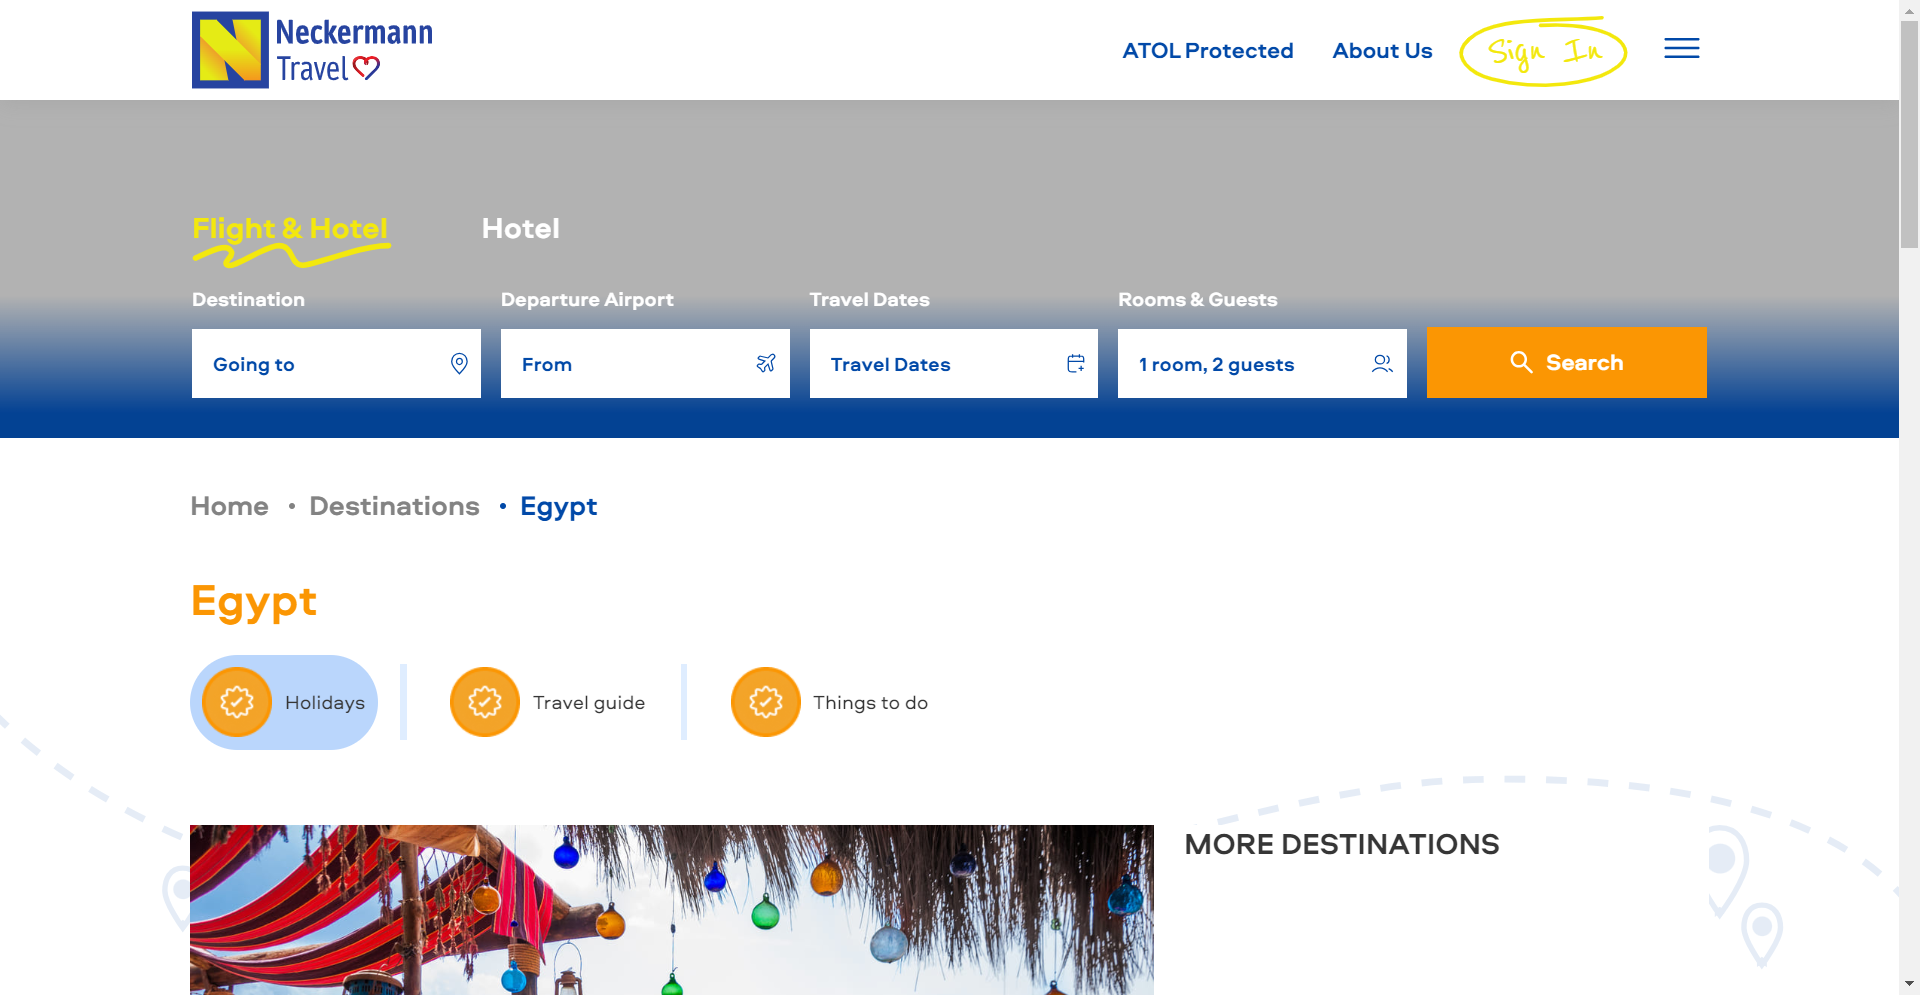 Neckermann
Travel
ATOL Protected
About Us
Sign In
Flight & Hotel
Hotel
Destination
Departure Airport
Travel Dates
Rooms & Guests
Going to
From
Travel Dates
1 room, 2 guests
Search
Home • Destinations • Egypt
Egypt
Holidays
Travel guide
Things to do
MORE DESTINATIONS